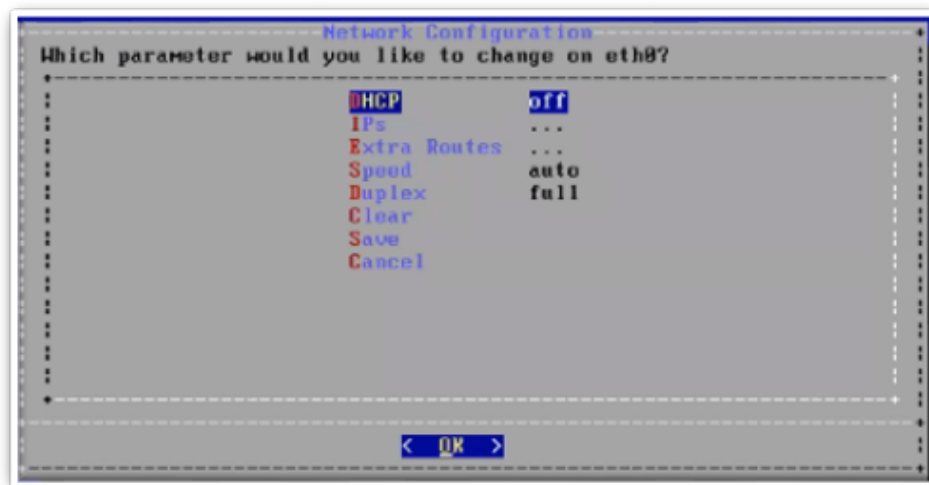 Network Configuration
Which parameter would you like to change on eth0?
DHCP off
IPs ...
Extra Routes ...
Speed auto
Duplex full
Clear
Save
Cancel
< OK >